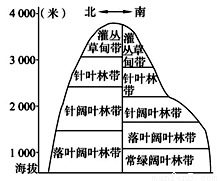 4 000(米)
北 ←→ 南
灌丛
草甸带
灌丛草
甸带
3 000
针叶林带
针叶林
带
2 000
针阔叶林带
针阔叶林带
落叶阔叶林带
1 000
落叶阔叶林带
常绿阔叶林带
海拔